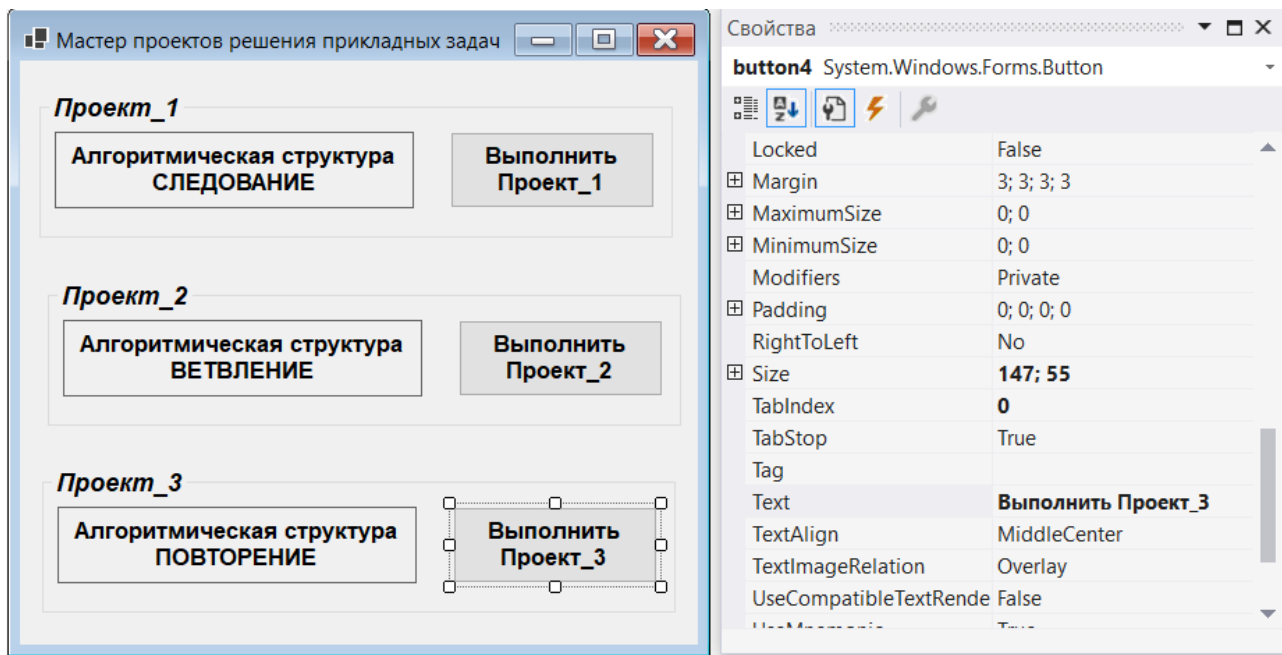 Мастер проектов решения прикладных задач
Проект_1
Алгоритмическая структура
СЛЕДОВАНИЕ
Выполнить
Проект_1
Проект_2
Алгоритмическая структура
ВЕТВЛЕНИЕ
Выполнить
Проект_2
Проект_3
Алгоритмическая структура
ПОВТОРЕНИЕ
Выполнить
Проект_3
Свойства
button4 System.Windows.Forms.Button
Locked False
Margin 3; 3; 3; 3
MaximumSize 0; 0
MinimumSize 0; 0
Modifiers Private
Padding 0; 0; 0; 0
RightToLeft No
Size 147; 55
TabIndex 0
TabStop True
Tag
Text Выполнить Проект_3
TextAlign MiddleCenter
TextImageRelation Overlay
UseCompatibleTextRende False